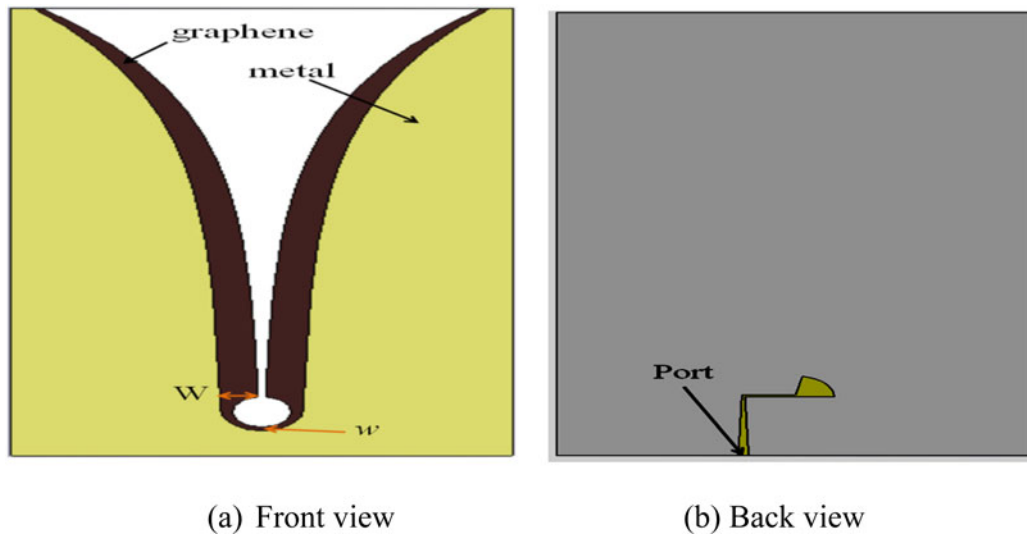 graphene
metal
W
w
Port
(a) Front view
(b) Back view